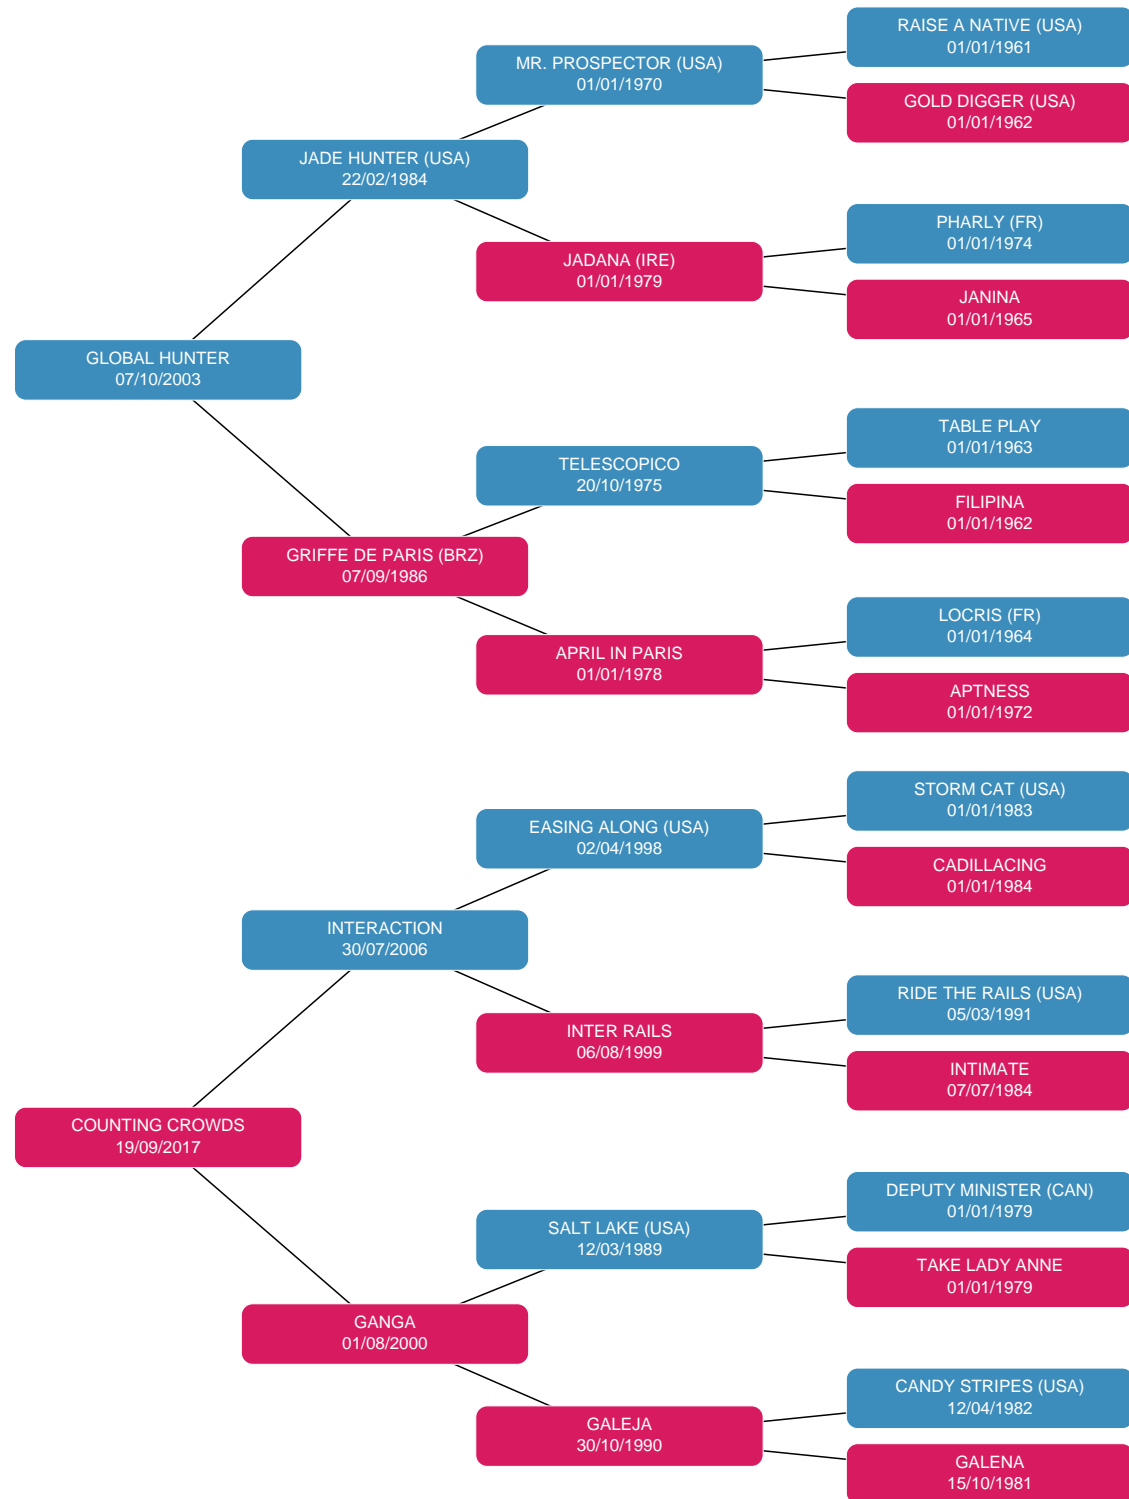 RAISE A NATIVE (USA)
01/01/1961
MR. PROSPECTOR (USA)
01/01/1970
GOLD DIGGER (USA)
01/01/1962
JADE HUNTER (USA)
22/02/1984
PHARLY (FR)
01/01/1974
JADANA (IRE)
01/01/1979
JANINA
01/01/1965
GLOBAL HUNTER
07/10/2003
TABLE PLAY
01/01/1963
TELESCOPICO
20/10/1975
FILIPINA
01/01/1962
GRIFFE DE PARIS (BRZ)
07/09/1986
LOCRIS (FR)
01/01/1964
APRIL IN PARIS
01/01/1978
APTNESS
01/01/1972
STORM CAT (USA)
01/01/1983
EASING ALONG (USA)
02/04/1998
CADILLACING
01/01/1984
INTERACTION
30/07/2006
RIDE THE RAILS (USA)
05/03/1991
INTER RAILS
06/08/1999
INTIMATE
07/07/1984
COUNTING CROWDS
19/09/2017
DEPUTY MINISTER (CAN)
01/01/1979
SALT LAKE (USA)
12/03/1989
TAKE LADY ANNE
01/01/1979
GANGA
01/08/2000
CANDY STRIPES (USA)
12/04/1982
GALEJA
30/10/1990
GALENA
15/10/1981